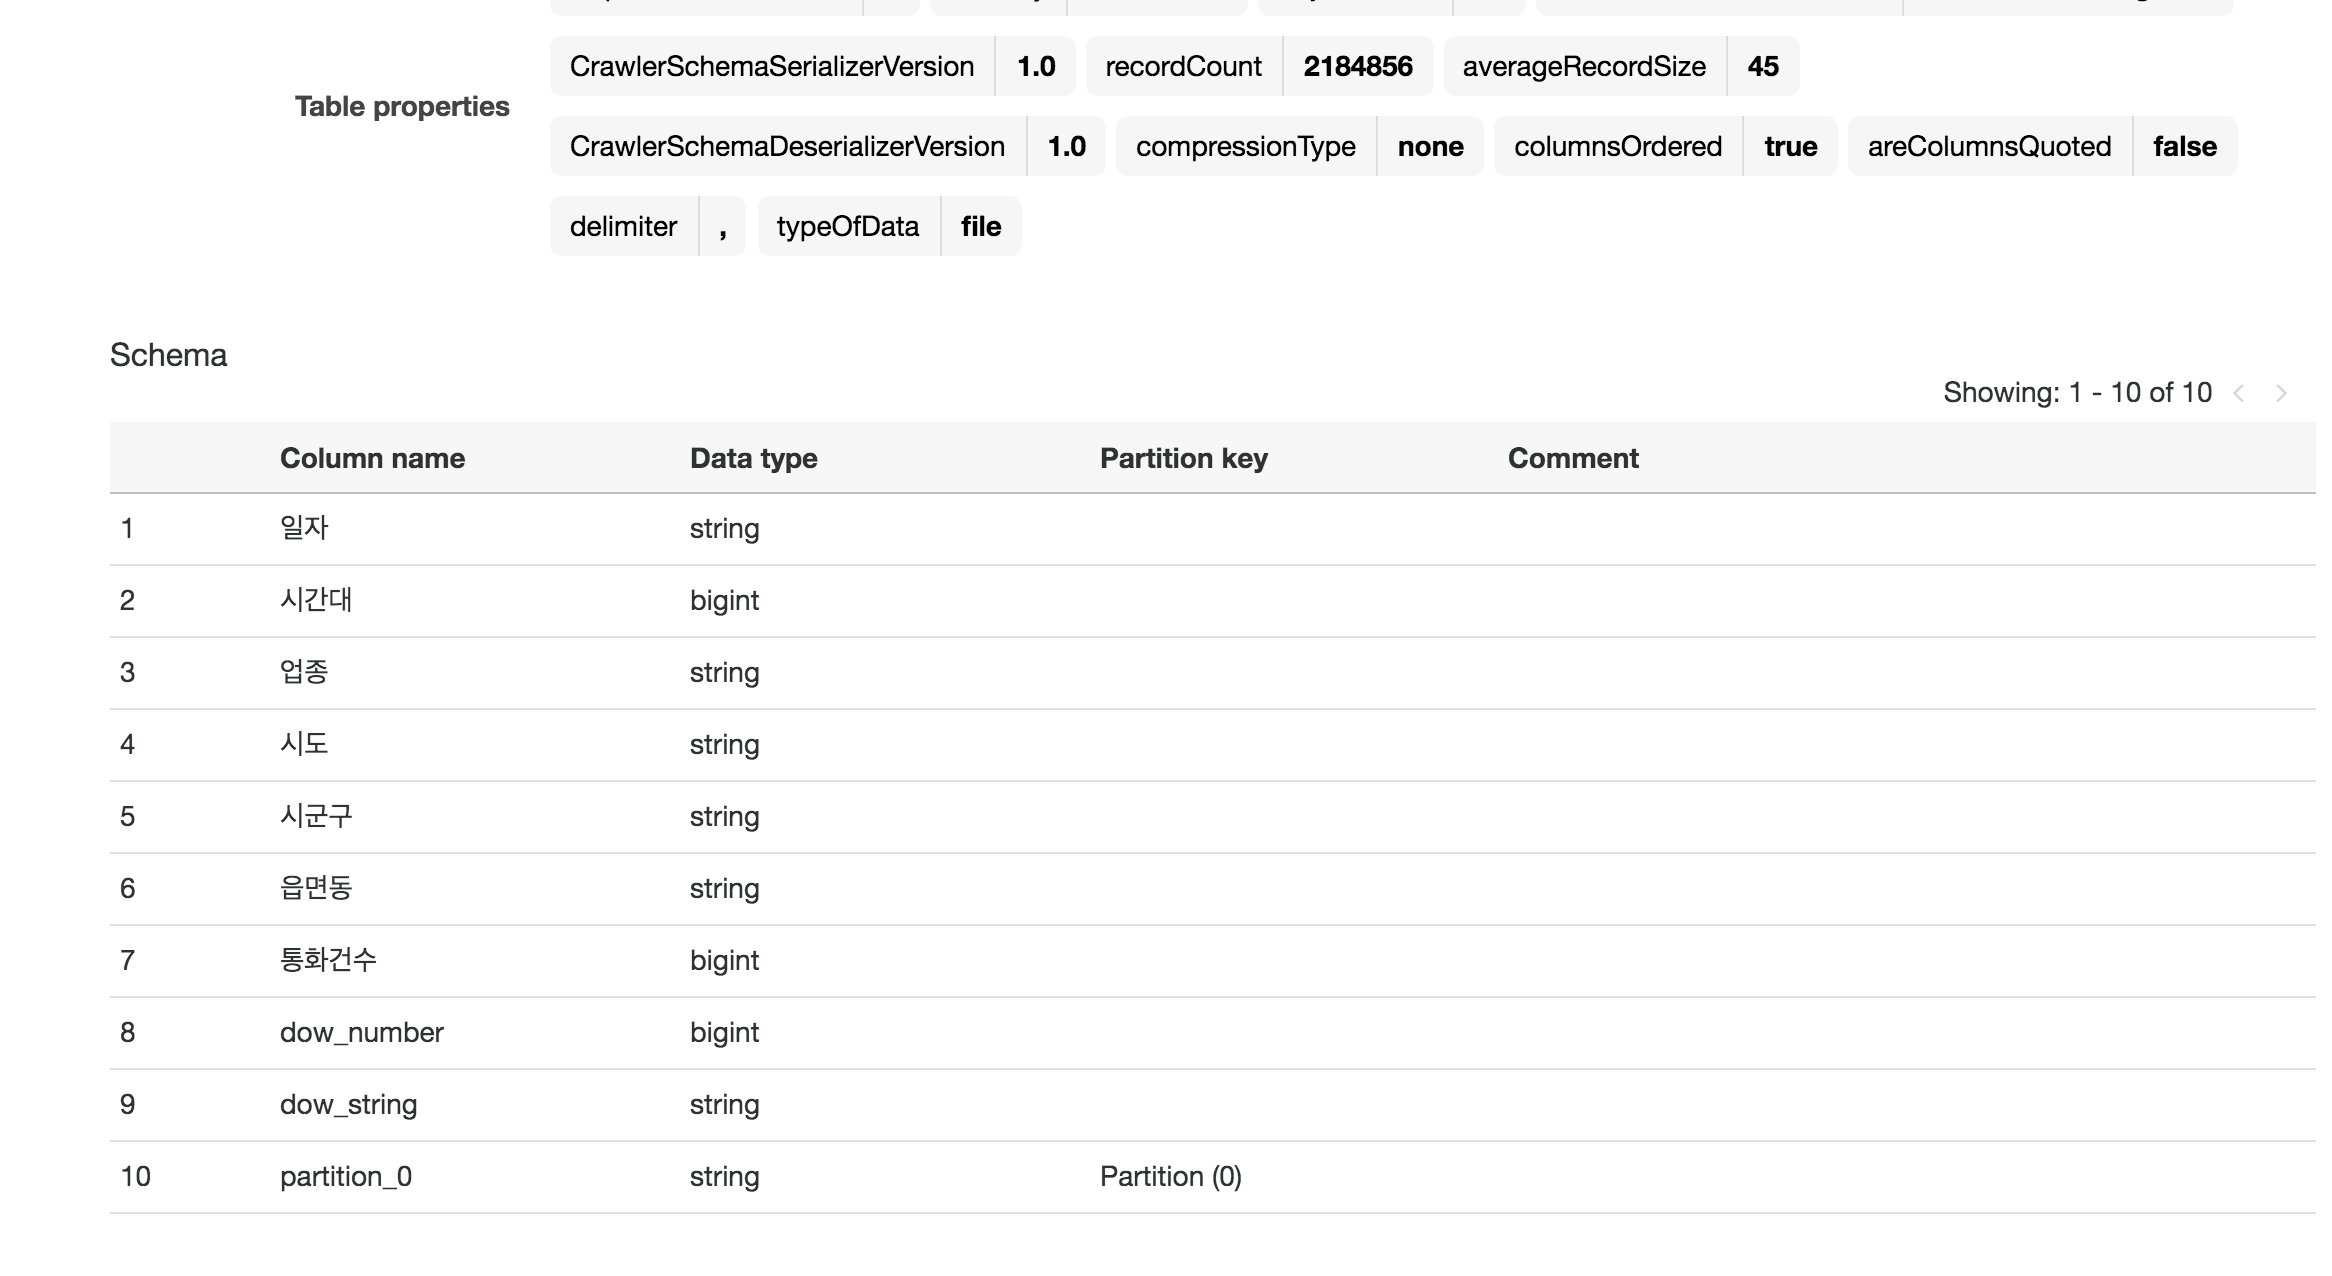 CrawlerSchemaSerializerVersion 1.0 recordCount 2184856 averageRecordSize 45
Table properties
CrawlerSchemaDeserializerVersion 1.0 compressionType none columnsOrdered true areColumnsQuoted false
delimiter , typeOfData file
Schema
Showing: 1 - 10 of 10 < >
Column name Data type Partition key Comment
1 일자 string
2 시간대 bigint
3 업종 string
4 시도 string
5 시군구 string
6 읍면동 string
7 통화건수 bigint
8 dow_number bigint
9 dow_string string
10 partition_0 string Partition (0)